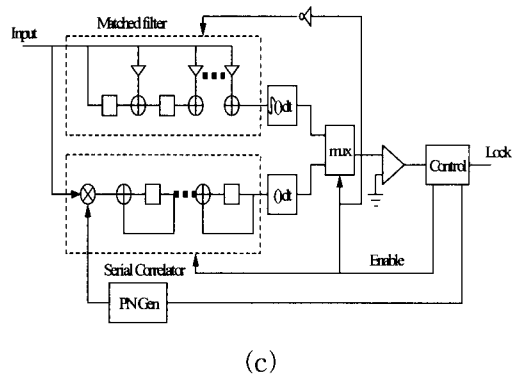 Matched filter
Input
()dt
mux
Control
Lock
()dt
Enable
Serial Correlator
PN Gen
(c)